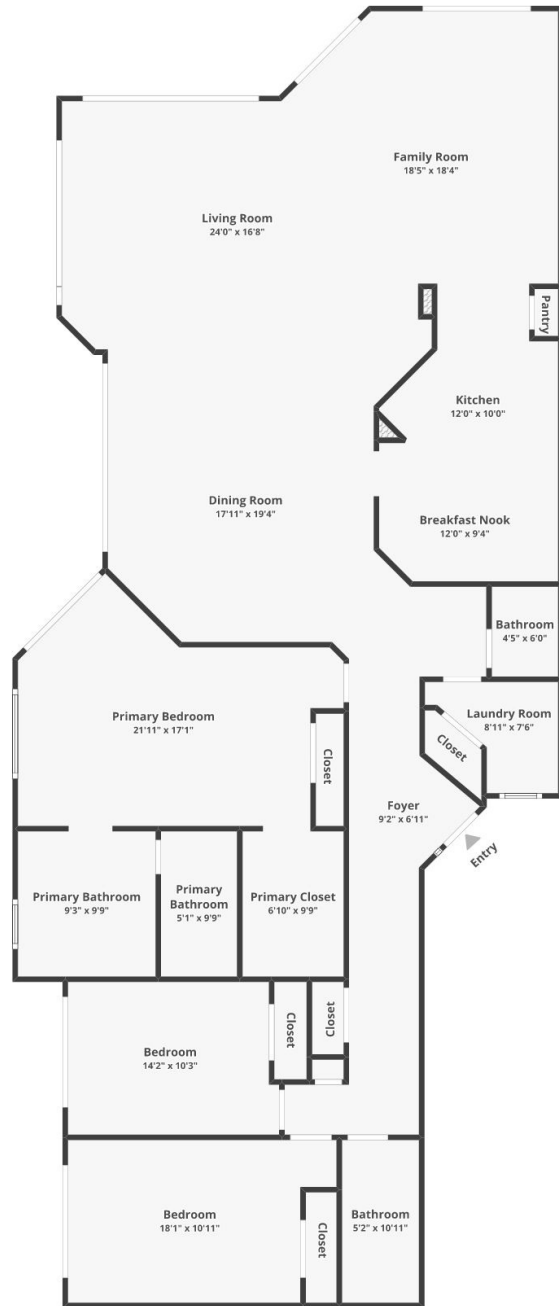 Family Room
18'5" x 18'4"
Living Room
24'0" x 16'8"
Pantry
Kitchen
12'0" x 10'0"
Dining Room
17'11" x 19'4"
Breakfast Nook
12'0" x 9'4"
Bathroom
4'5" x 6'0"
Primary Bedroom
21'11" x 17'1"
Laundry Room
8'11" x 7'6"
Closet
Closet
Foyer
9'2" x 6'11"
Entry
Primary Bathroom
9'3" x 9'9"
Primary
Bathroom
5'1" x 9'9"
Primary Closet
6'10" x 9'9"
Closet
Closet
Bedroom
14'2" x 10'3"
Bedroom
18'1" x 10'11"
Closet
Bathroom
5'2" x 10'11"